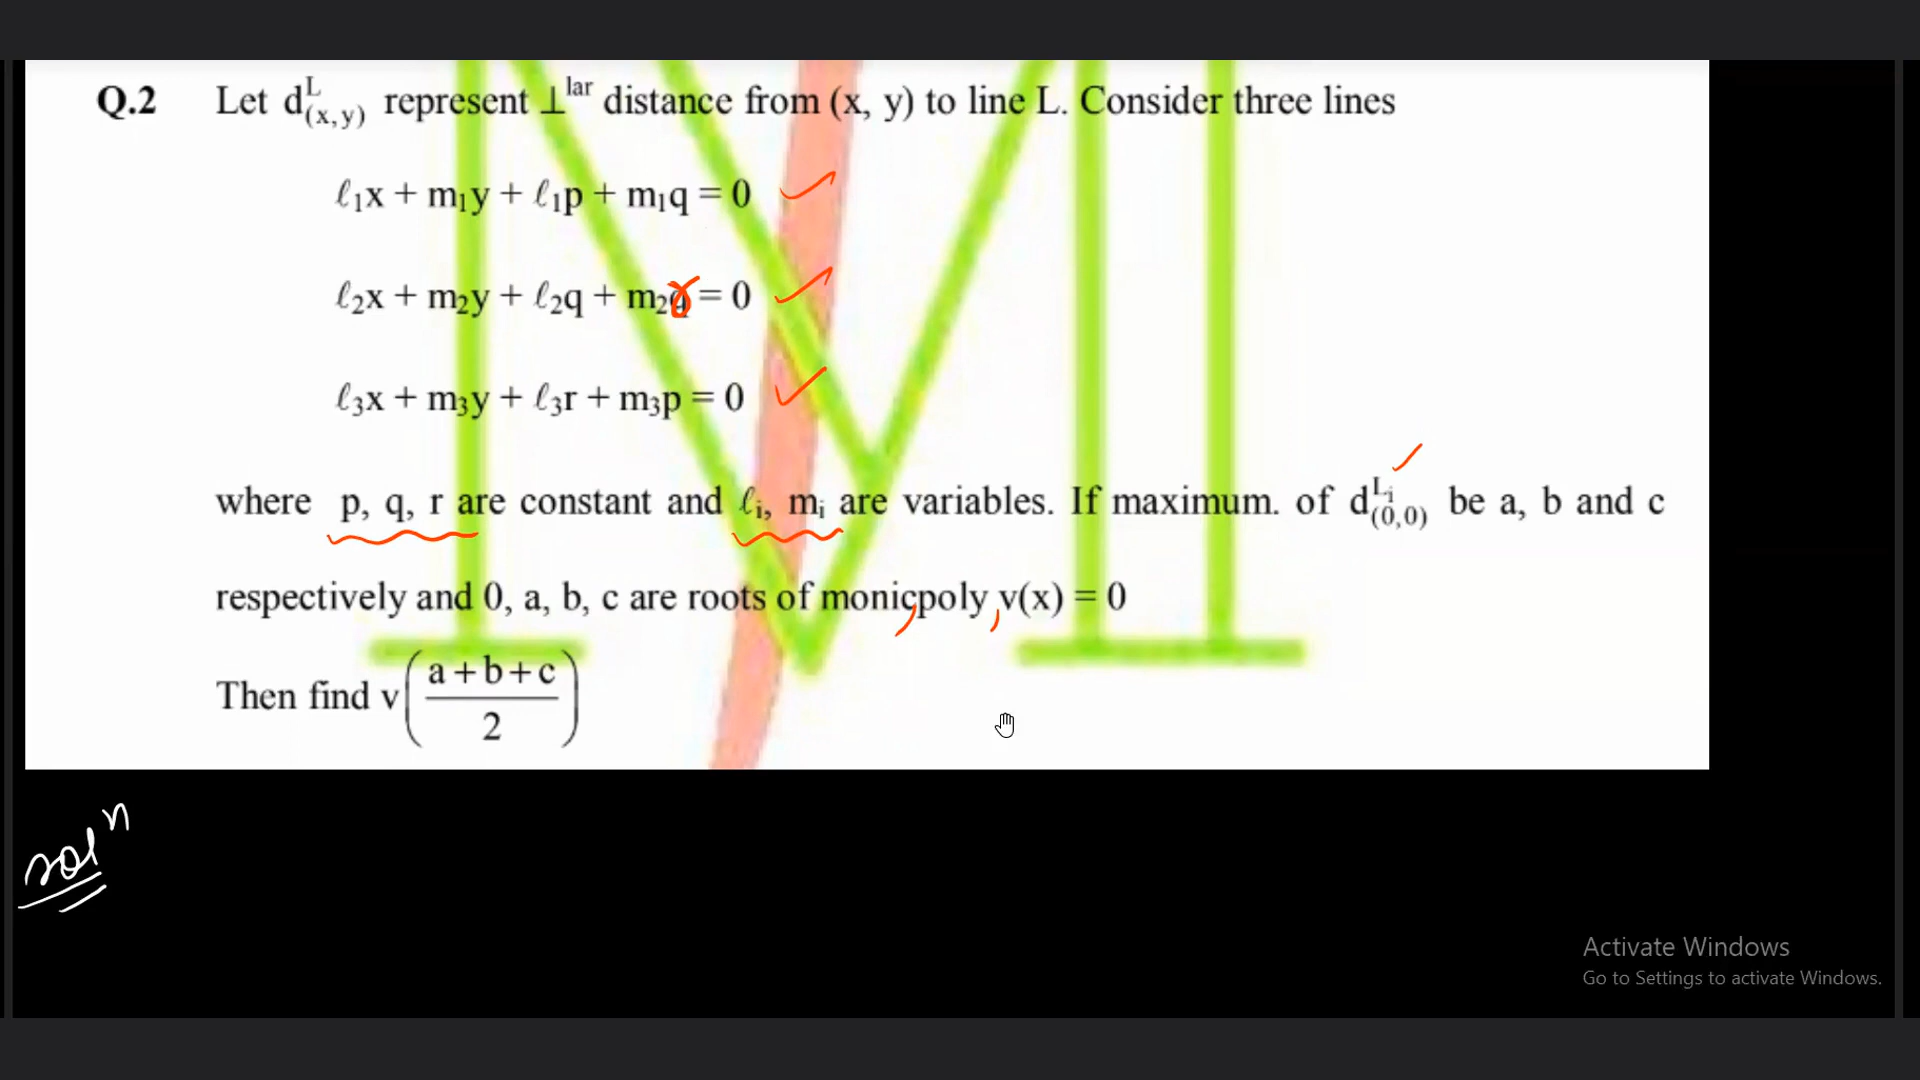 Q.2 Let d^L_(x,y) represent ⊥^lar distance from (x, y) to line L. Consider three lines
ℓ₁x + m₁y + ℓ₁p + m₁q = 0
ℓ₂x + m₂y + ℓ₂q + m₂r = 0
ℓ₃x + m₃y + ℓ₃r + m₃p = 0
where p, q, r are constant and ℓᵢ, mᵢ are variables. If maximum. of d^Lᵢ_(0,0) be a, b and c
respectively and 0, a, b, c are roots of monic,poly , v(x) = 0
Then find v((a+b+c)/2)
solⁿ
Activate Windows
Go to Settings to activate Windows.